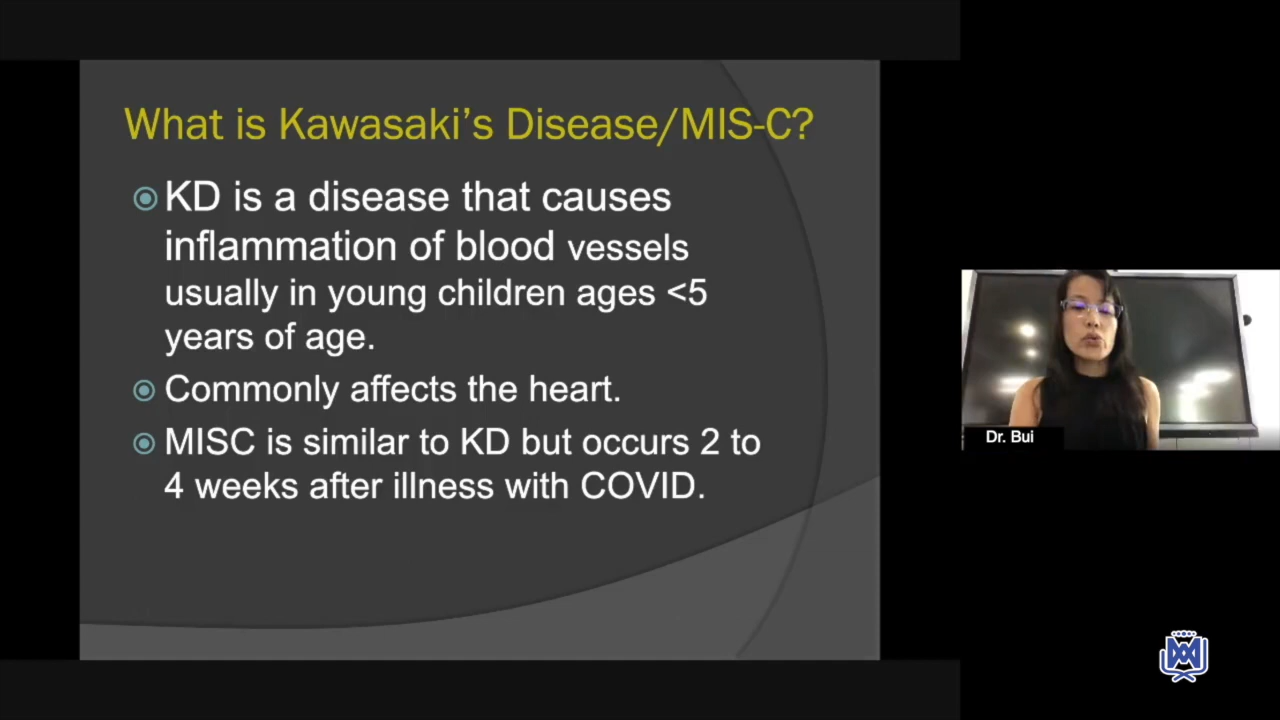 What is Kawasaki's Disease/MIS-C?
KD is a disease that causes
inflammation of blood vessels
usually in young children ages <5
years of age.
Commonly affects the heart.
MISC is similar to KD but occurs 2 to
4 weeks after illness with COVID.
Dr. Bui